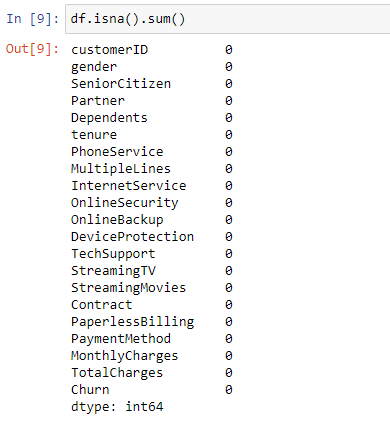 In [9]: df.isna().sum()
Out[9]: customerID 0
gender 0
SeniorCitizen 0
Partner 0
Dependents 0
tenure 0
PhoneService 0
MultipleLines 0
InternetService 0
OnlineSecurity 0
OnlineBackup 0
DeviceProtection 0
TechSupport 0
StreamingTV 0
StreamingMovies 0
Contract 0
PaperlessBilling 0
PaymentMethod 0
MonthlyCharges 0
TotalCharges 0
Churn 0
dtype: int64